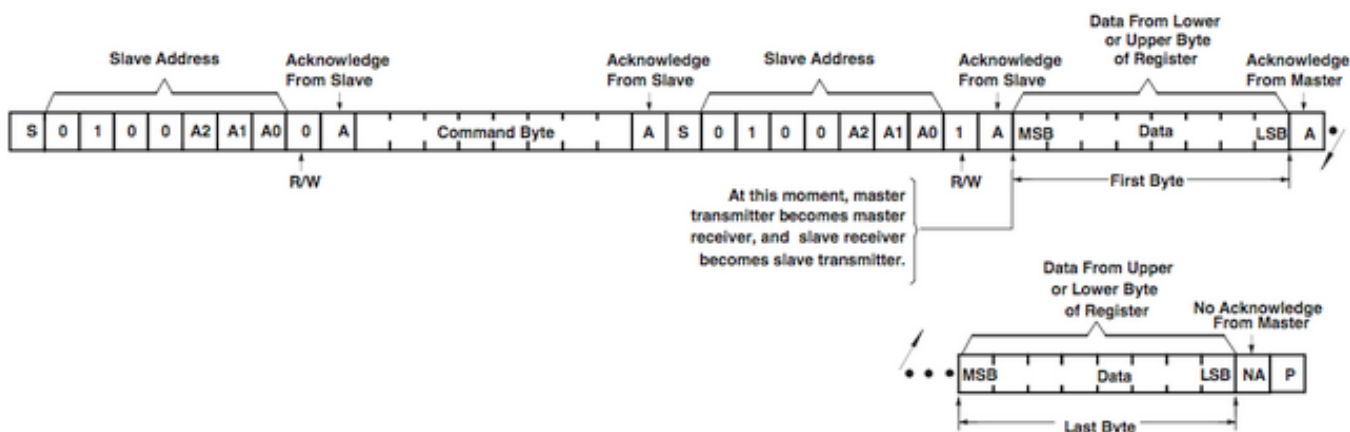 Data From Lower
or Upper Byte
of Register
Slave Address
Acknowledge
From Slave
Acknowledge
From Slave
Slave Address
Acknowledge
From Slave
Acknowledge
From Master
S 0 1 0 0 A2 A1 A0 0 A Command Byte A S 0 1 0 0 A2 A1 A0 1 A MSB Data LSB A
R/W
R/W
First Byte
At this moment, master
transmitter becomes master
receiver, and slave receiver
becomes slave transmitter.
Data From Upper
or Lower Byte
of Register
No Acknowledge
From Master
MSB Data LSB NA P
Last Byte